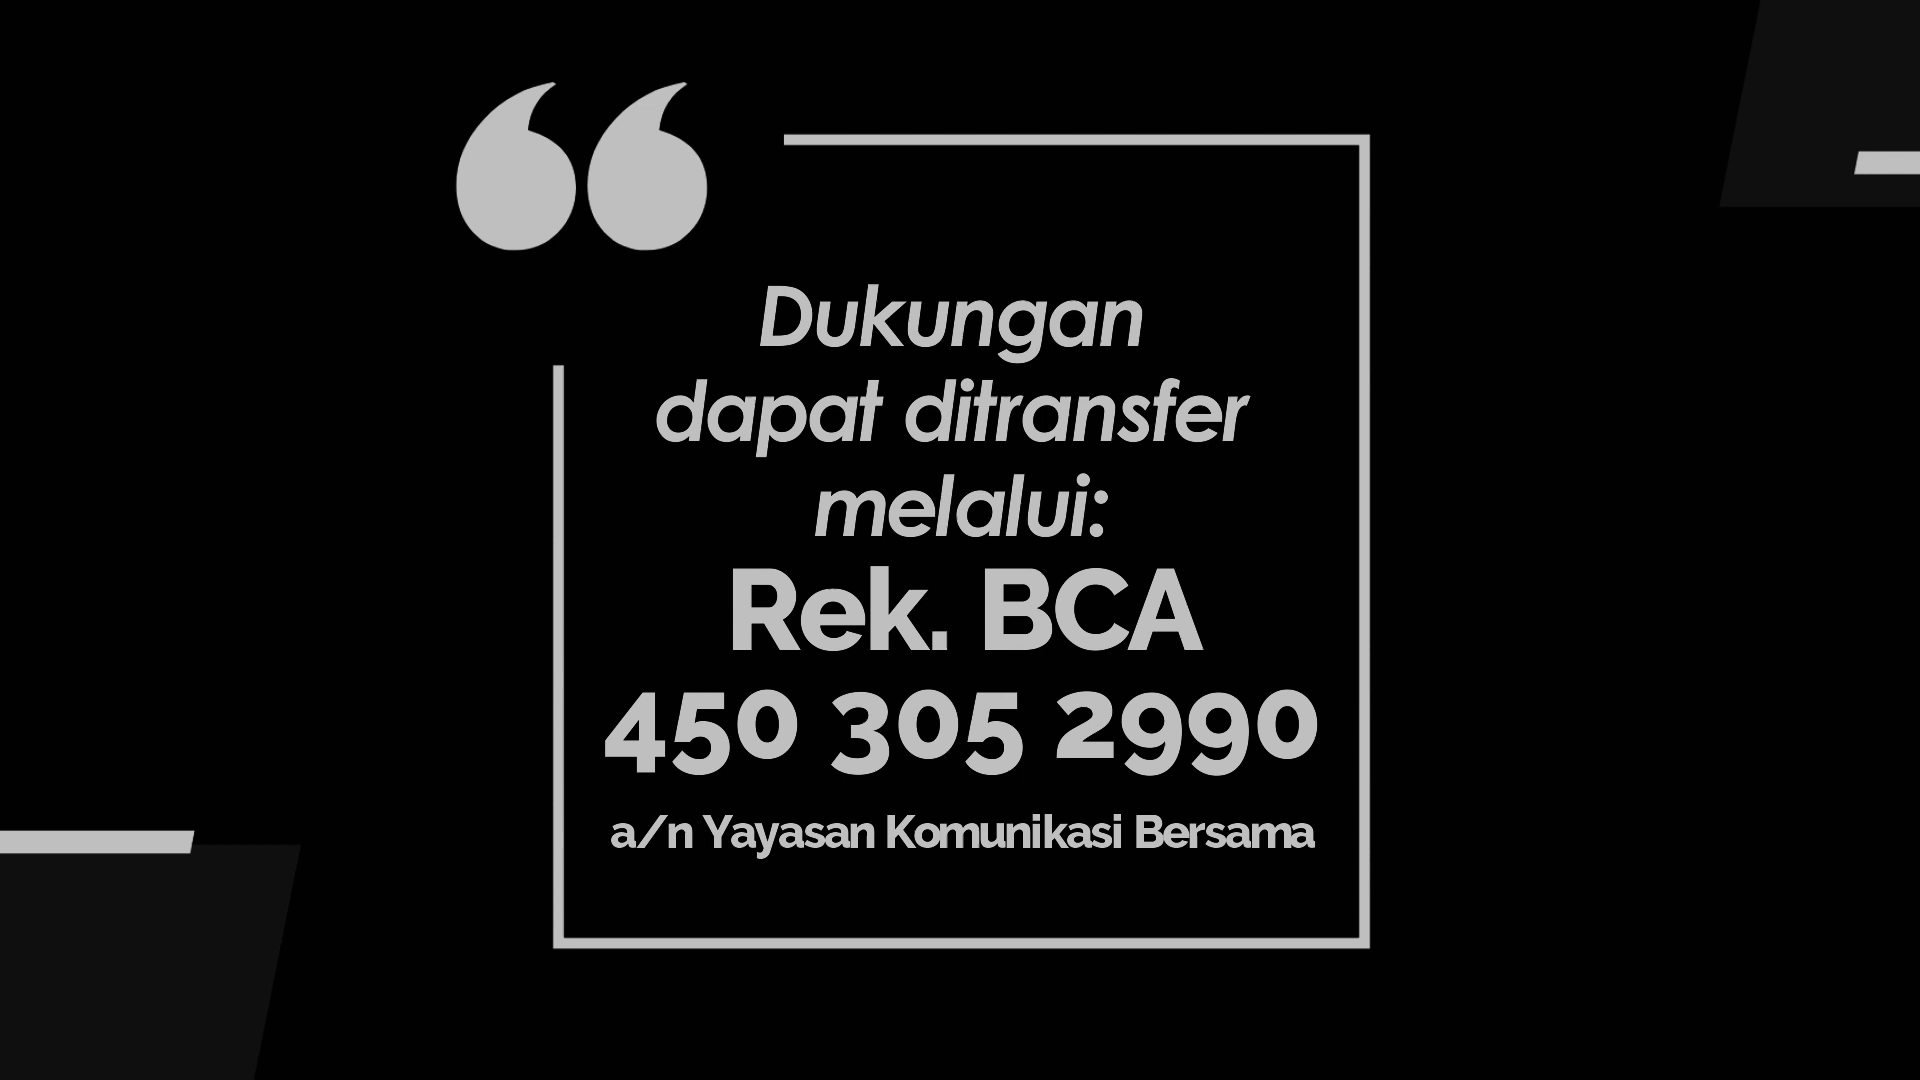 Dukungan
dapat ditransfer
melalui:
Rek. BCA
450 305 2990
a/n Yayasan Komunikasi Bersama